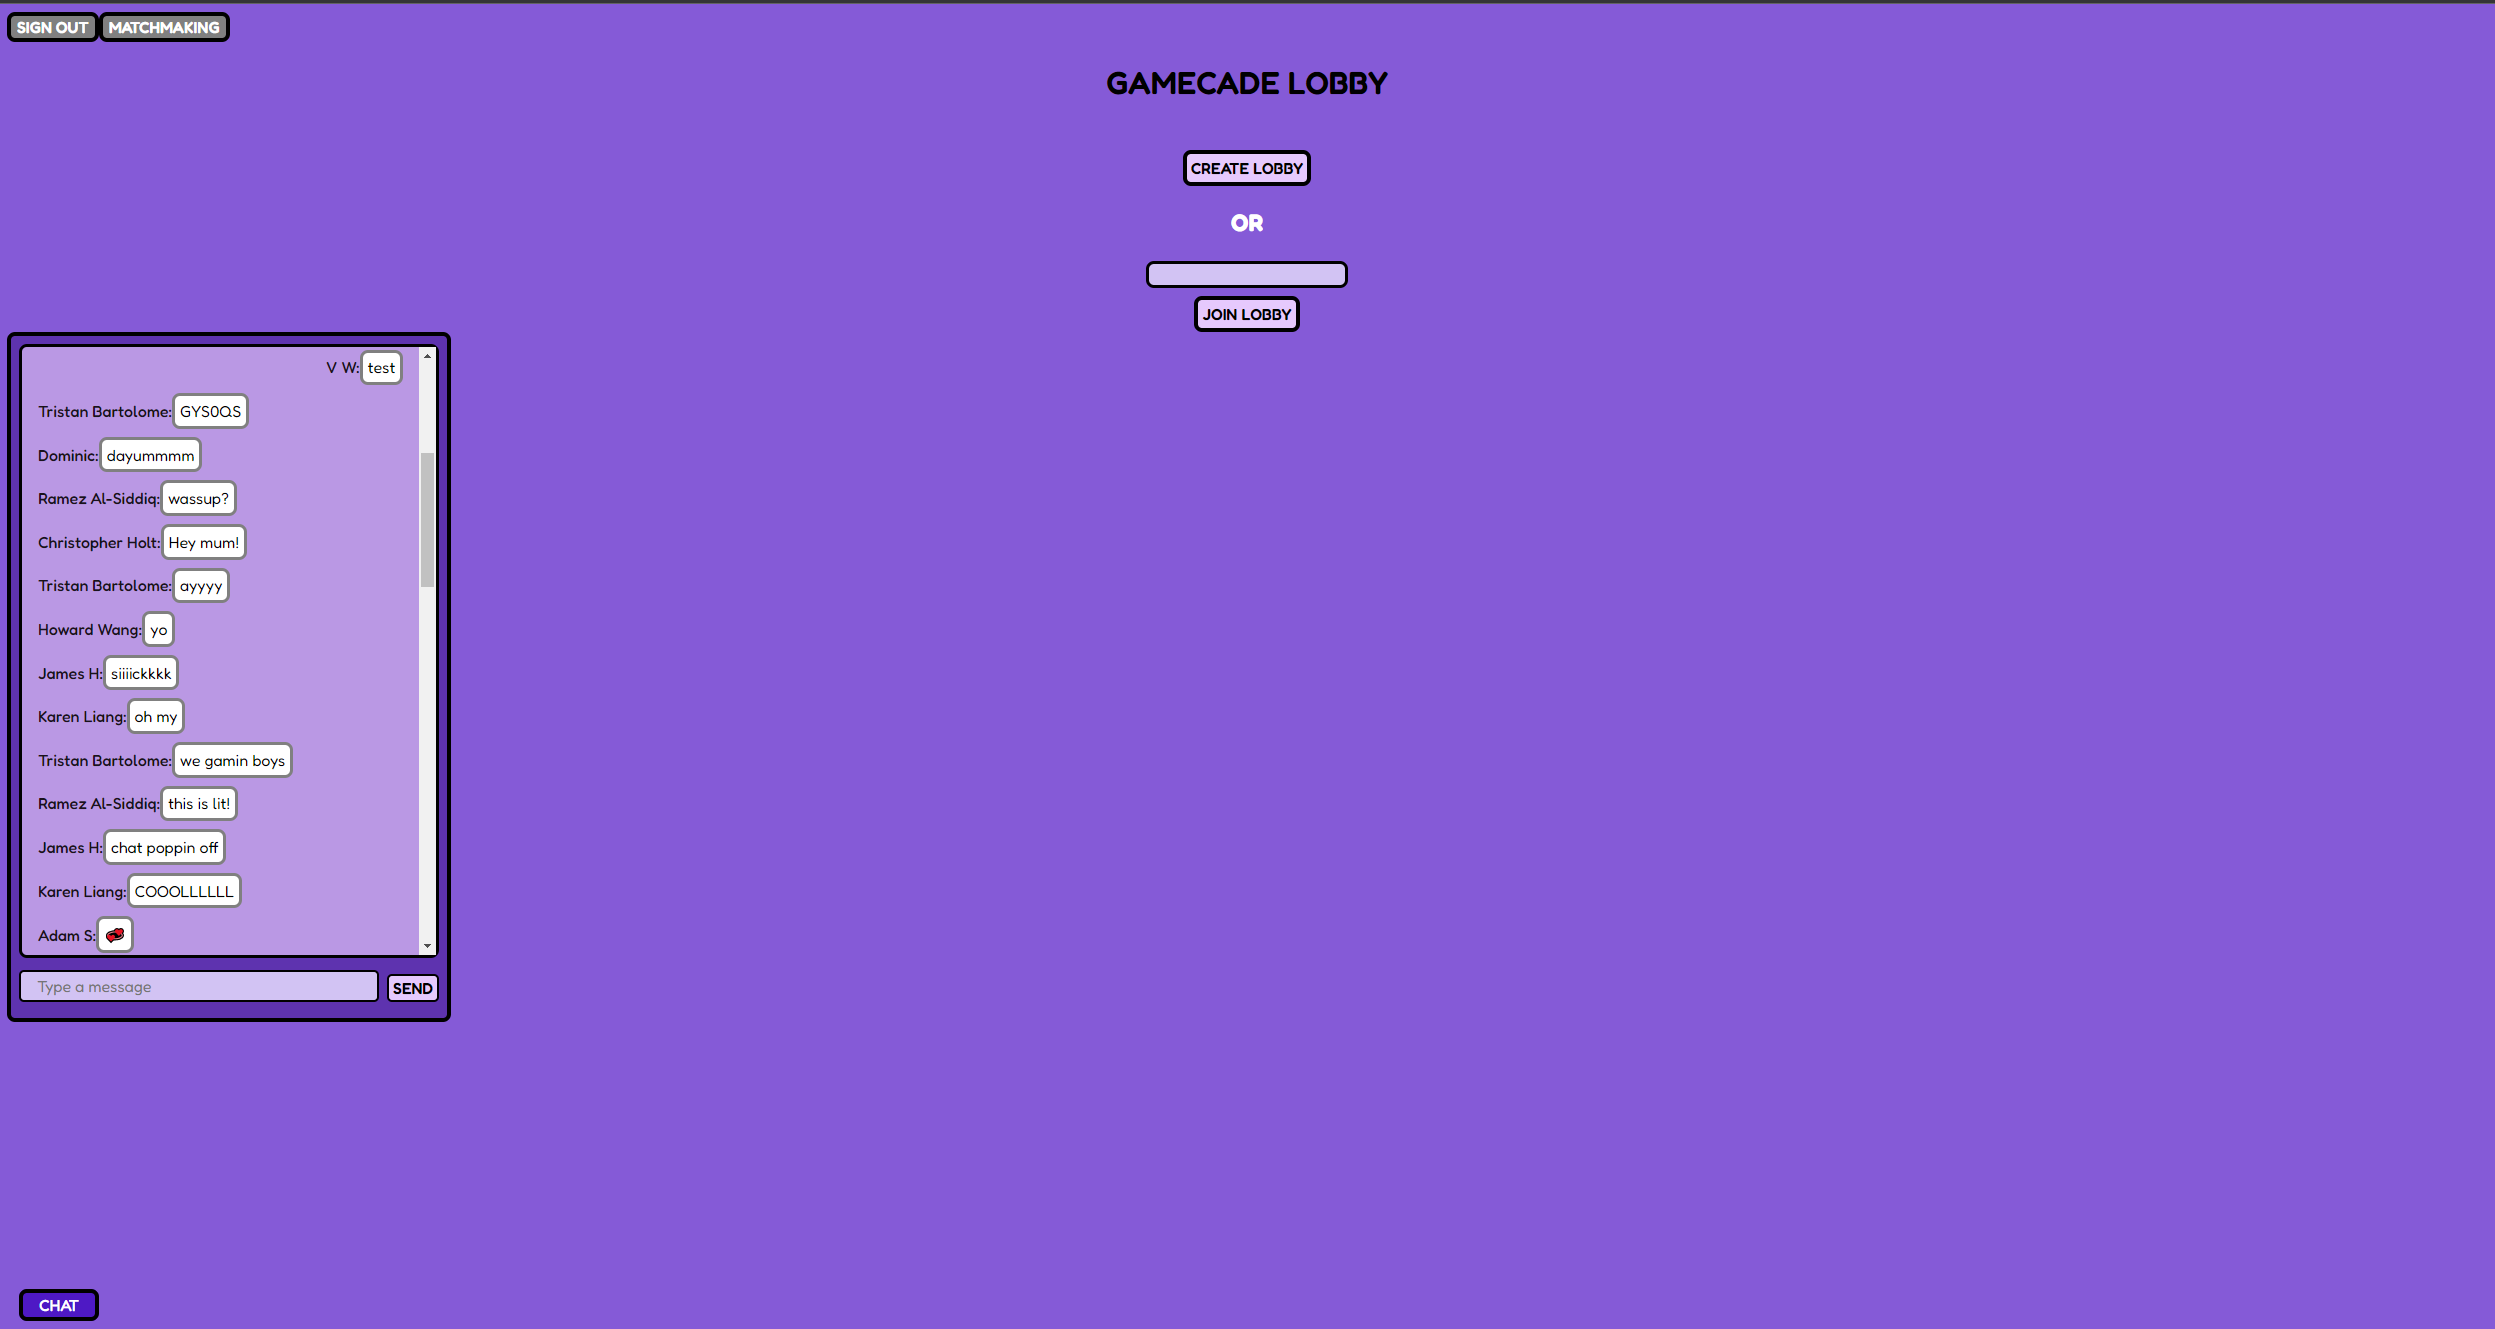 SIGN OUT MATCHMAKING
GAMECADE LOBBY
CREATE LOBBY
OR
JOIN LOBBY
V W: test
Tristan Bartolome: GYS0QS
Dominic: dayummmm
Ramez Al-Siddiq: wassup?
Christopher Holt: Hey mum!
Tristan Bartolome: ayyyy
Howard Wang: yo
James H: siiiickkkk
Karen Liang: oh my
Tristan Bartolome: we gamin boys
Ramez Al-Siddiq: this is lit!
James H: chat poppin off
Karen Liang: COOOLLLLLL
Adam S:
Type a message SEND
CHAT